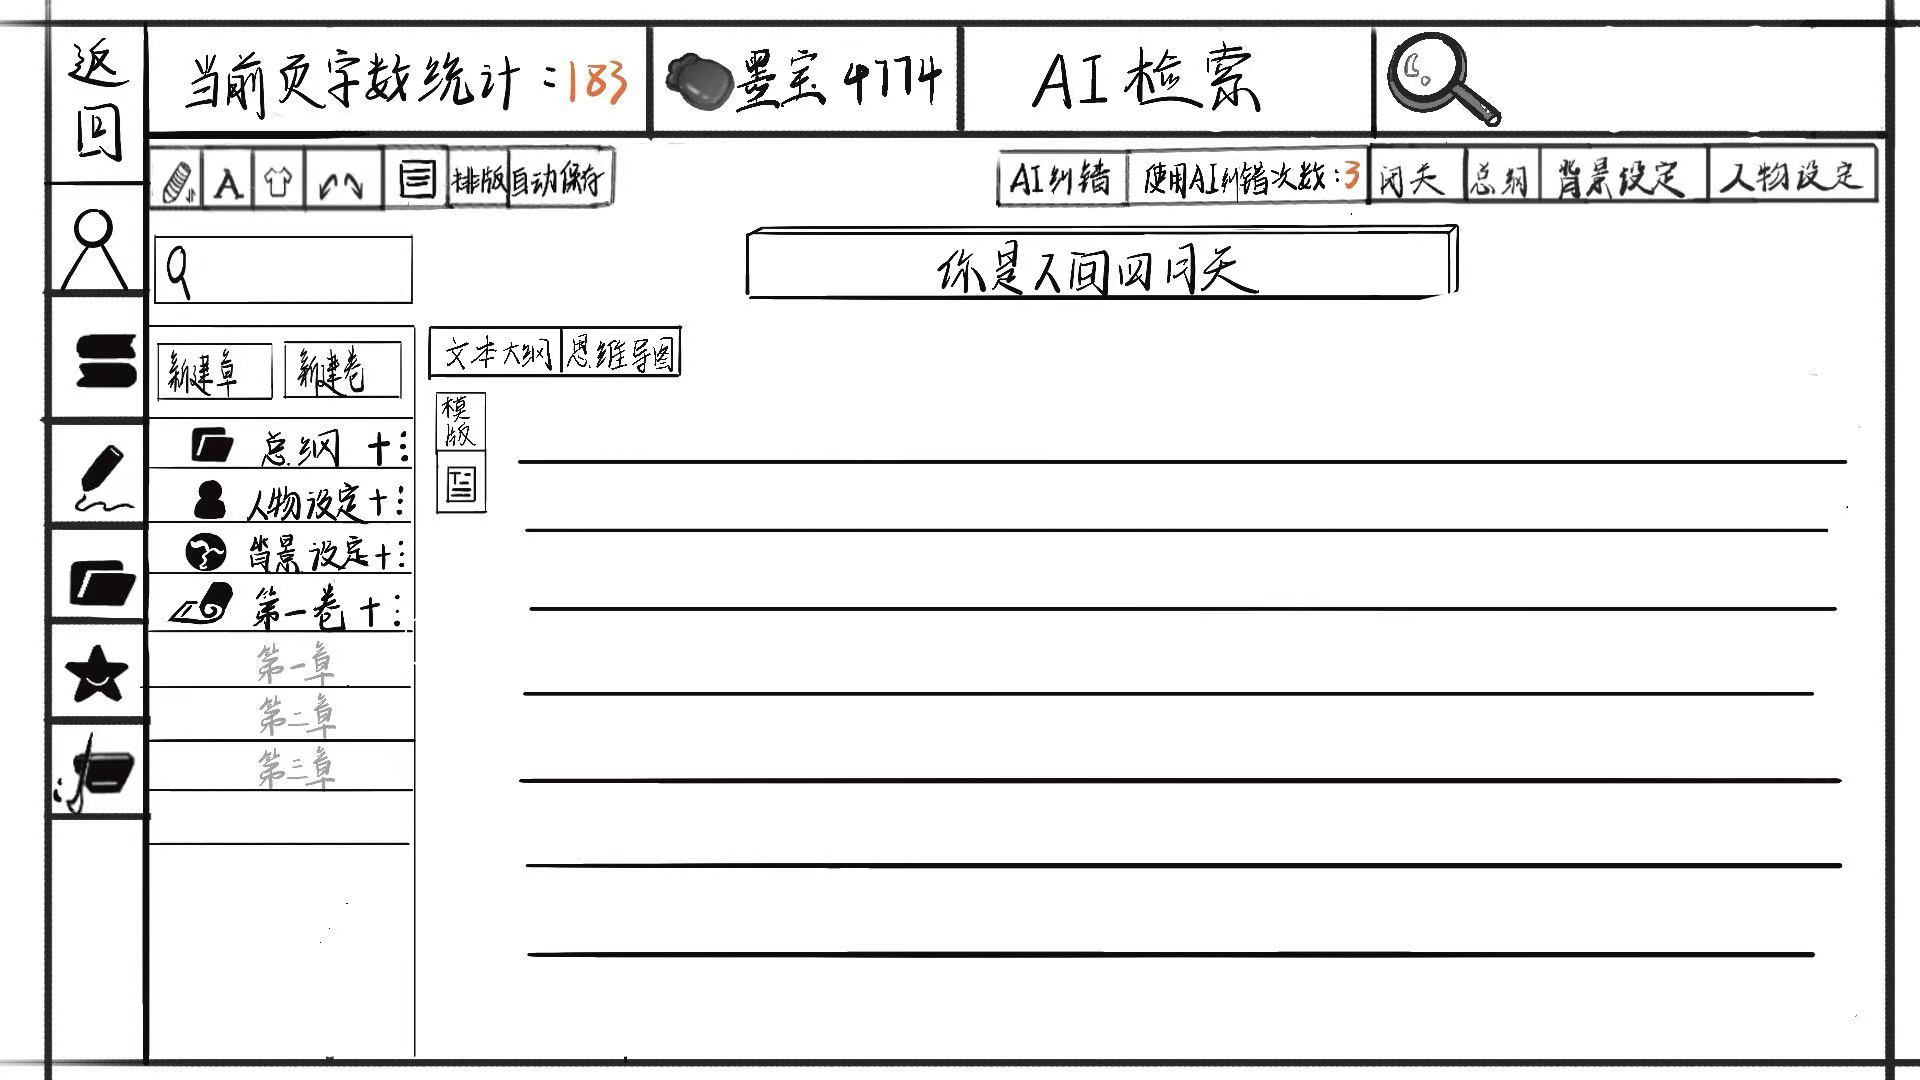 返回
当前页字数统计:183
墨宝 4774
AI检索
A
排版
自动保存
AI纠错
使用AI纠错次数:3
闭关
总纲
背景设定
人物设定
你是人间四月天
新建章
新建卷
文本大纲
思维导图
模版
总纲 +
人物设定 +
背景设定 +
第一卷 +
第一章
第二章
第三章